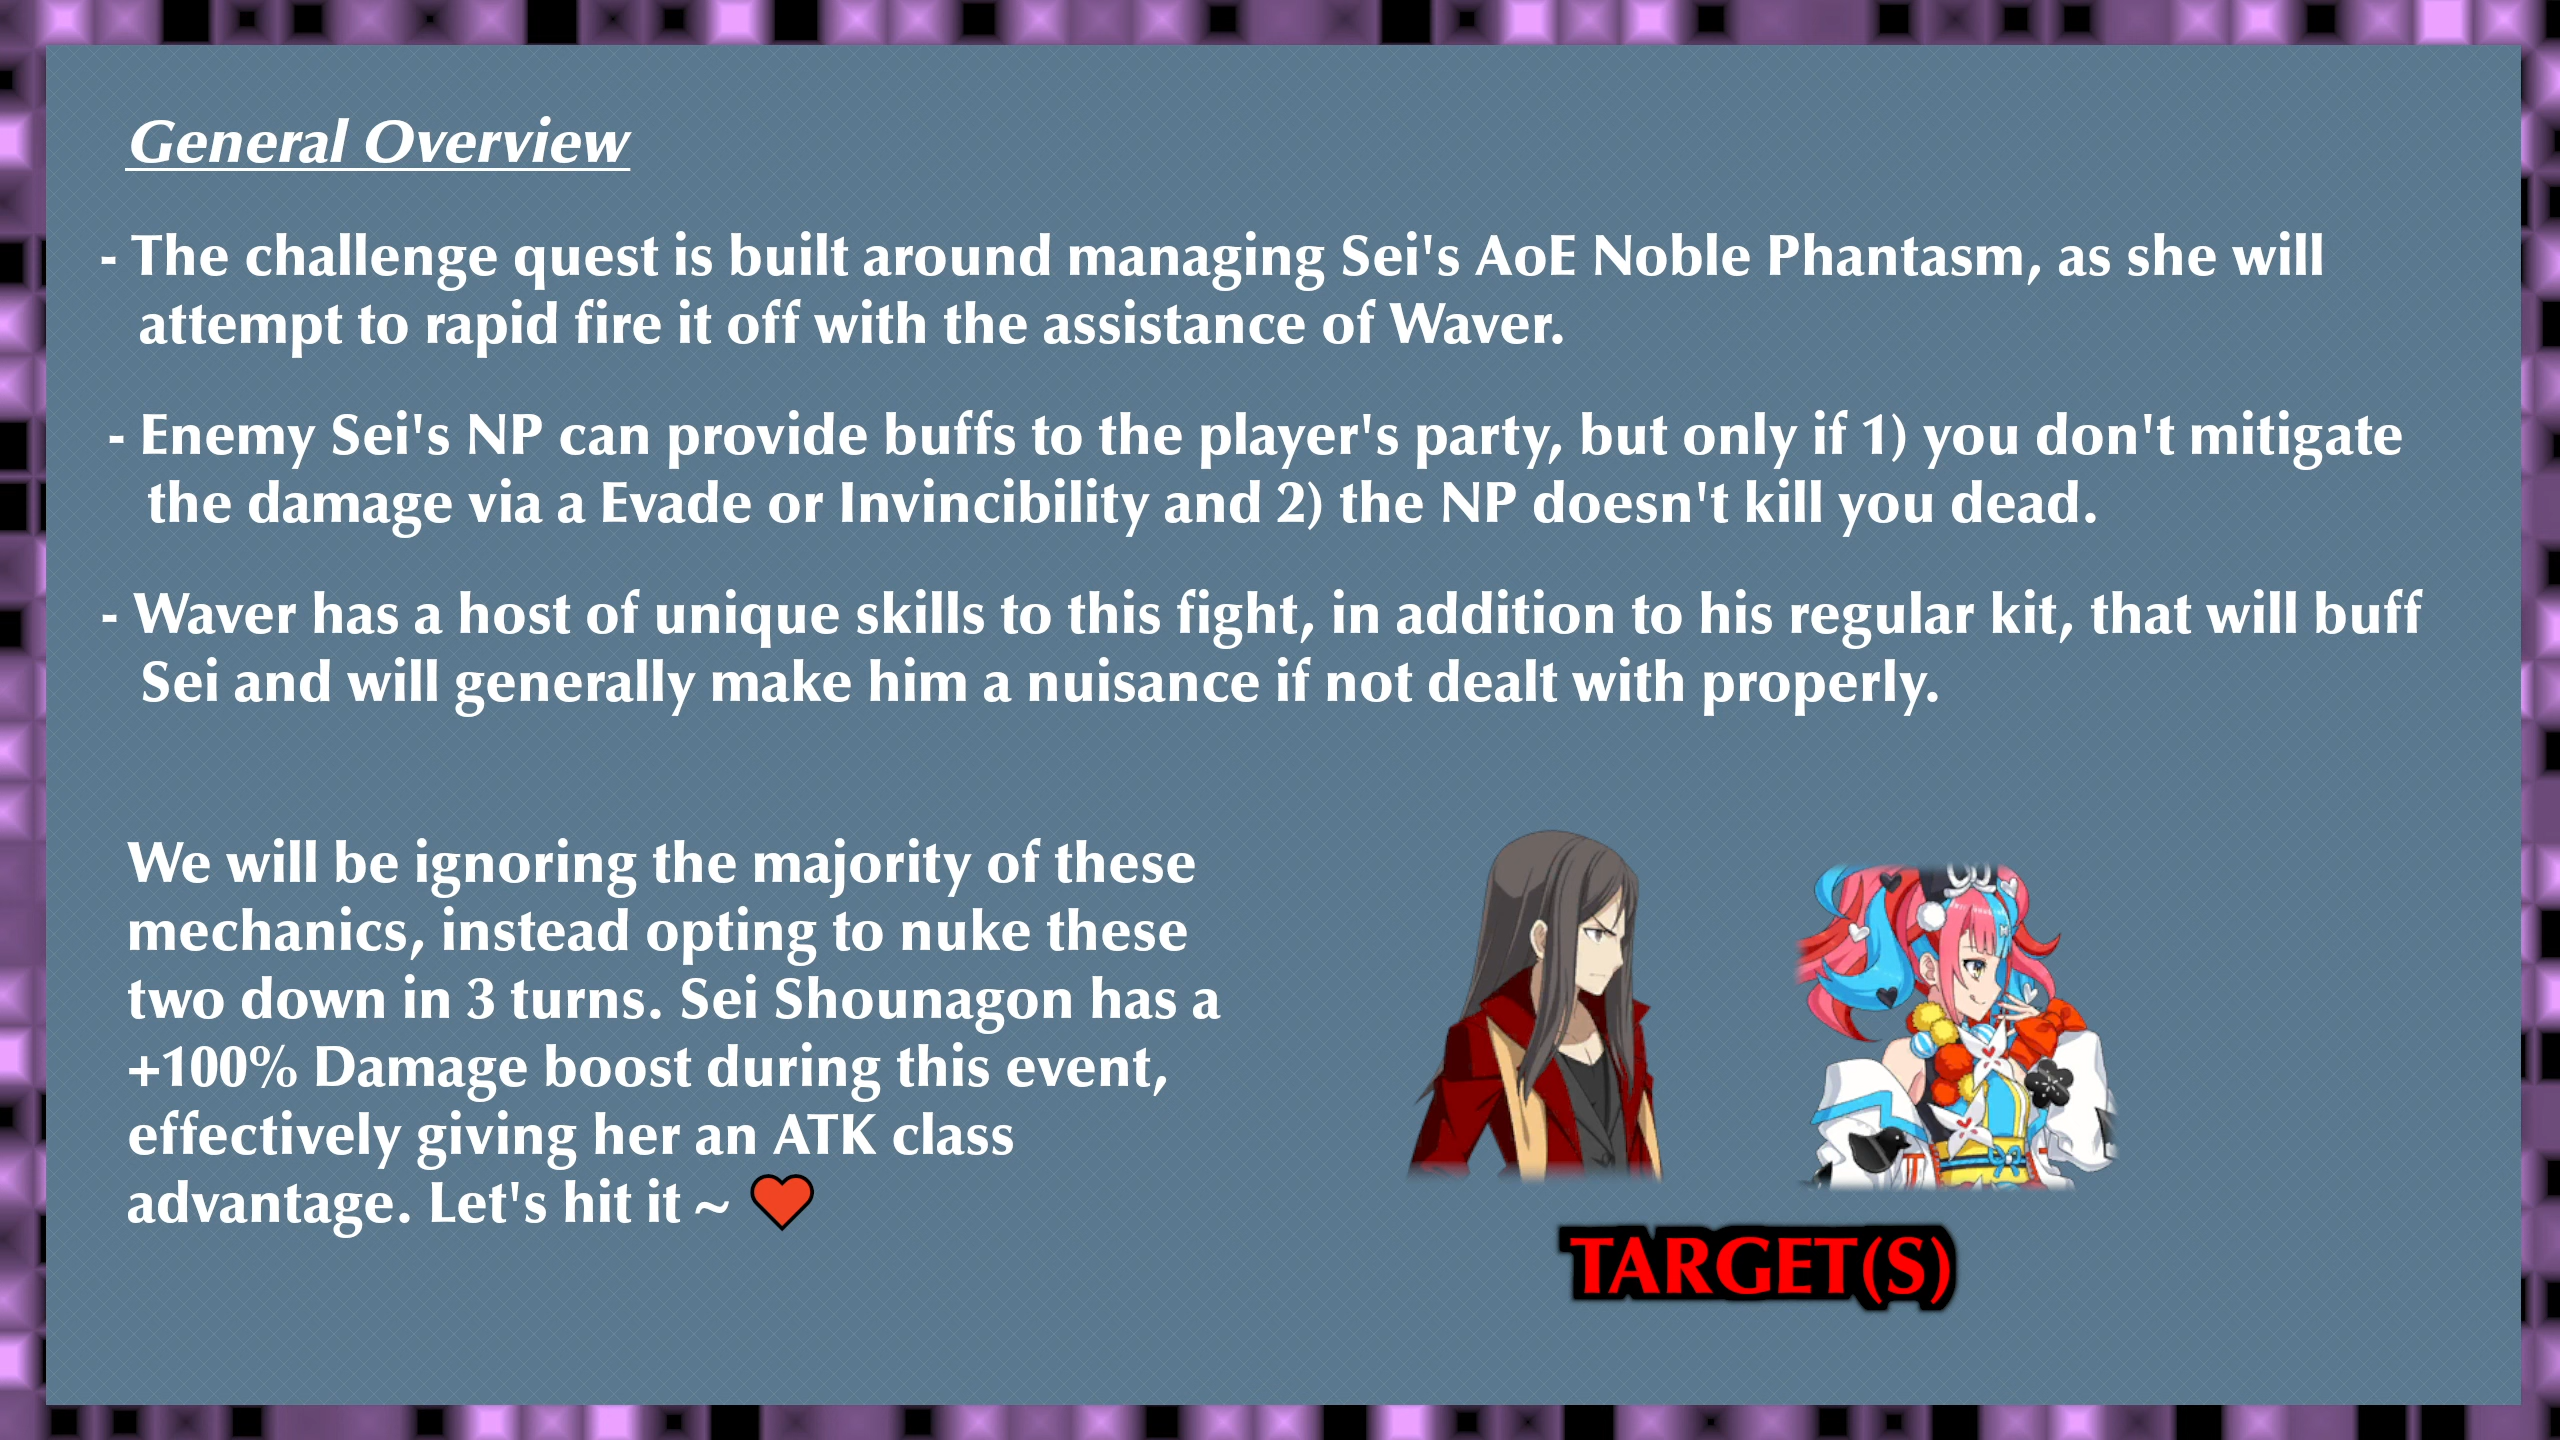 General Overview
- The challenge quest is built around managing Sei's AoE Noble Phantasm, as she will
attempt to rapid fire it off with the assistance of Waver.
- Enemy Sei's NP can provide buffs to the player's party, but only if 1) you don't mitigate
the damage via a Evade or Invincibility and 2) the NP doesn't kill you dead.
- Waver has a host of unique skills to this fight, in addition to his regular kit, that will buff
Sei and will generally make him a nuisance if not dealt with properly.
We will be ignoring the majority of these
mechanics, instead opting to nuke these
two down in 3 turns. Sei Shounagon has a
+100% Damage boost during this event,
effectively giving her an ATK class
advantage. Let's hit it ~ ❤
TARGET(S)